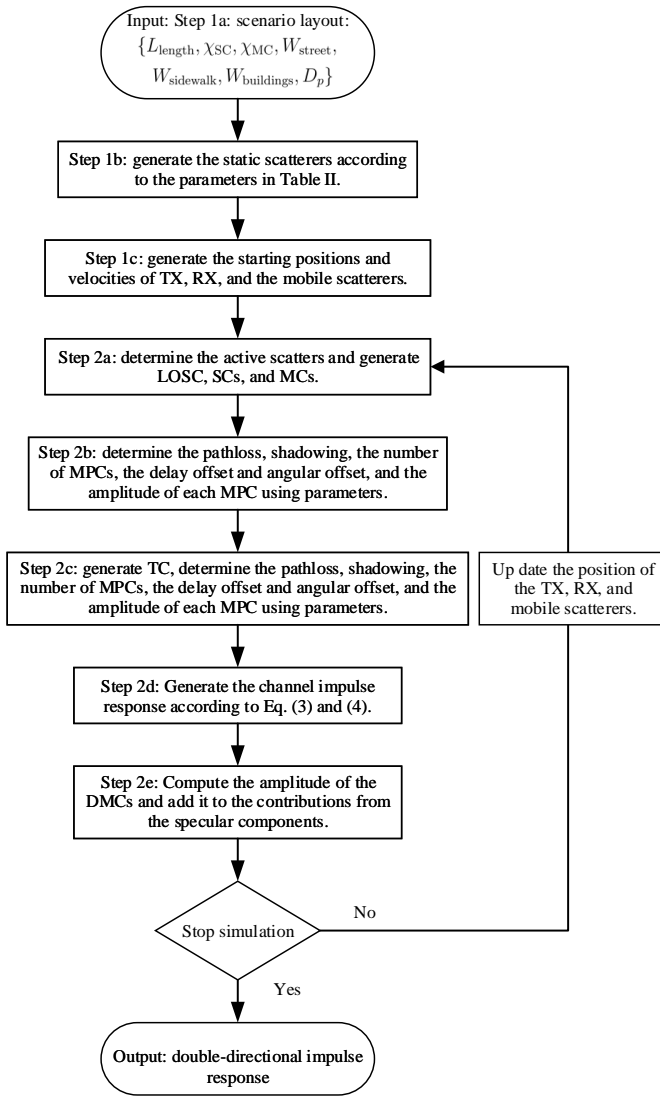 Input: Step 1a: scenario layout:
{L_length, χ_SC, χ_MC, W_street,
W_sidewalk, W_buildings, D_p}
Step 1b: generate the static scatterers according
to the parameters in Table II.
Step 1c: generate the starting positions and
velocities of TX, RX, and the mobile scatterers.
Step 2a: determine the active scatters and generate
LOSC, SCs, and MCs.
Step 2b: determine the pathloss, shadowing, the number
of MPCs, the delay offset and angular offset, and the
amplitude of each MPC using parameters.
Step 2c: generate TC, determine the pathloss, shadowing, the
number of MPCs, the delay offset and angular offset, and the
amplitude of each MPC using parameters.
Up date the position of
the TX, RX, and
mobile scatterers.
Step 2d: Generate the channel impulse
response according to Eq. (3) and (4).
Step 2e: Compute the amplitude of the
DMCs and add it to the contributions from
the specular components.
Stop simulation
No
Yes
Output: double-directional impulse
response